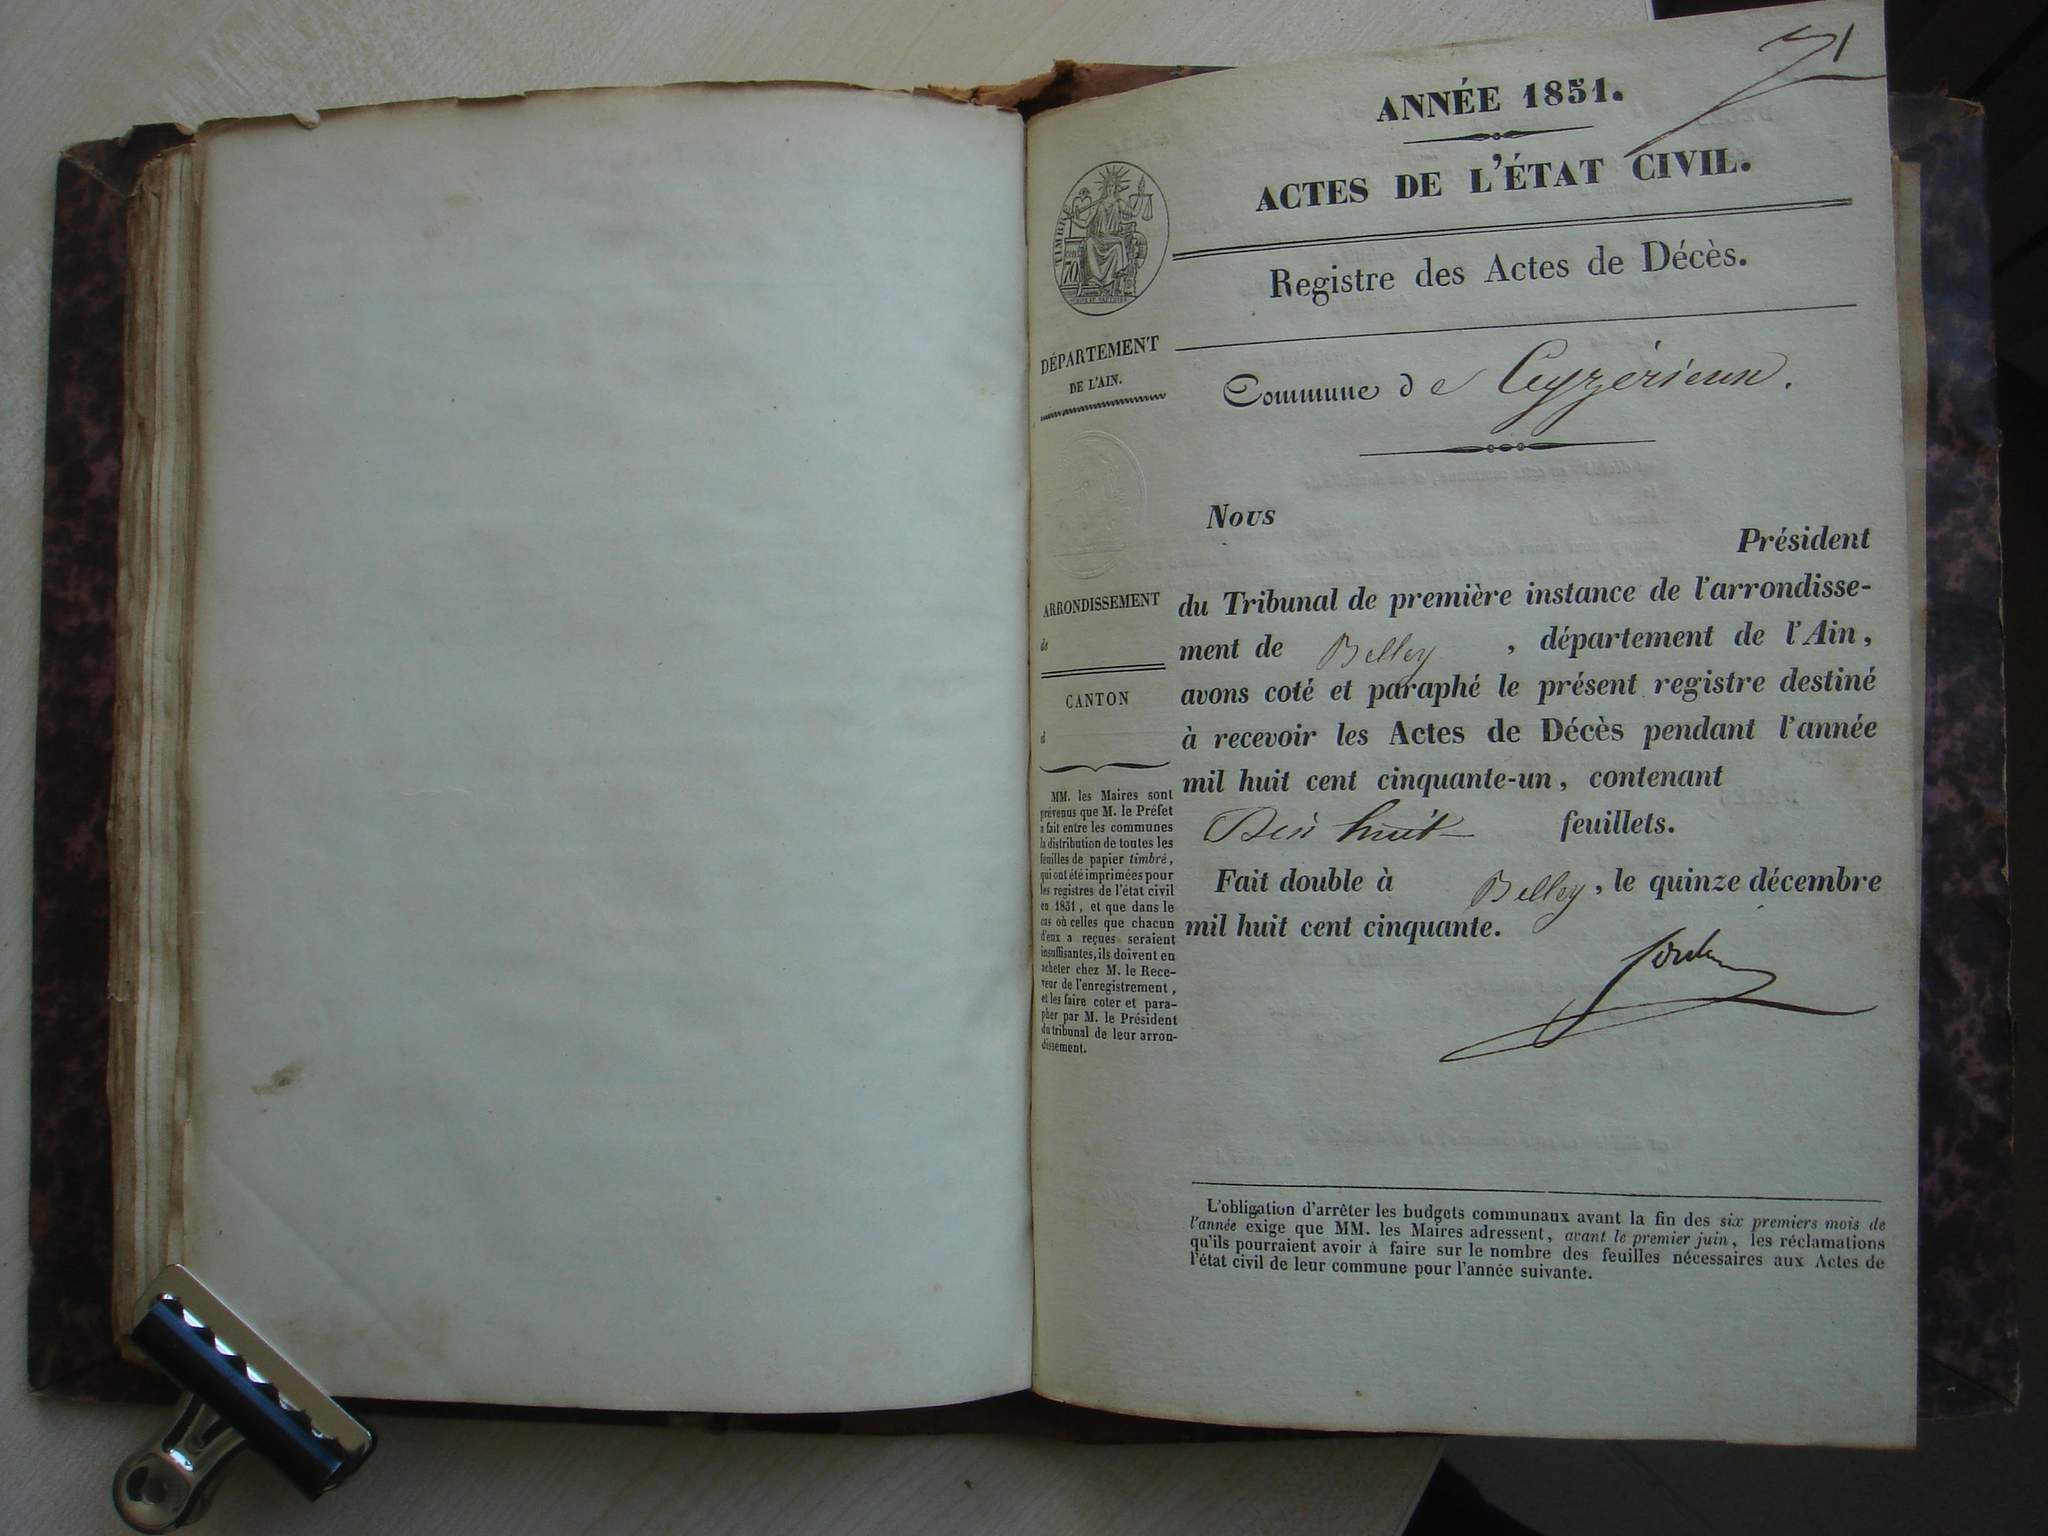 ANNÉE 1851.
ACTES DE L'ÉTAT CIVIL.
Registre des Actes de Décès.
TIMBRE
70
DÉPARTEMENT
DE L'AIN.
Commune de Ceyzérieux.
ARRONDISSEMENT
de
CANTON
d
MM. les Maires sont
prévenus que M. le Préfet
a fait entre les communes
la distribution de toutes les
feuilles de papier timbré,
qui ont été imprimées pour
les registres de l'état civil
en 1851, et que dans le
cas où celles que chacun
d'eux a reçues seraient
insuffisantes, ils doivent en
acheter chez M. le Rece-
veur de l'enregistrement,
et les faire coter et para-
pher par M. le Président
du tribunal de leur arron-
dissement.
Nous
Président
du Tribunal de première instance de l'arrondisse-
ment de Belley, département de l'Ain,
avons coté et paraphé le présent registre destiné
à recevoir les Actes de Décès pendant l'année
mil huit cent cinquante-un, contenant
Dix huit feuillets.
Fait double à Belley, le quinze décembre
mil huit cent cinquante.
L'obligation d'arrêter les budgets communaux avant la fin des six premiers mois de
l'année exige que MM. les Maires adressent, avant le premier juin, les réclamations
qu'ils pourraient avoir à faire sur le nombre des feuilles nécessaires aux Actes de
l'état civil de leur commune pour l'année suivante.